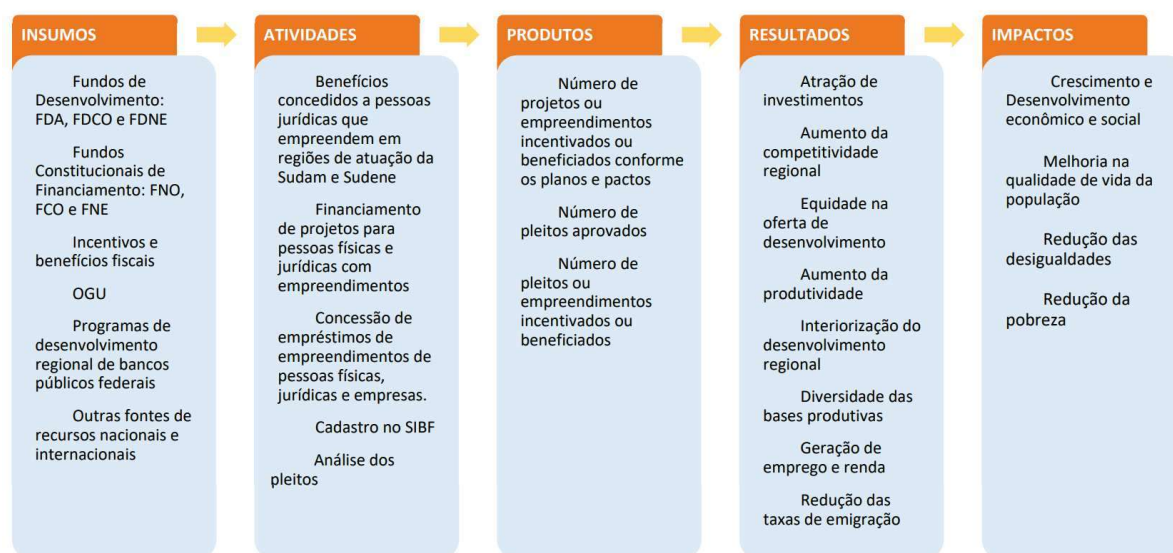 INSUMOS
Fundos de
Desenvolvimento:
FDA, FDCO e FDNE
Fundos
Constitucionais de
Financiamento: FNO,
FCO e FNE
Incentivos e
benefícios fiscais
OGU
Programas de
desenvolvimento
regional de bancos
públicos federais
Outras fontes de
recursos nacionais e
internacionais
ATIVIDADES
Benefícios
concedidos a pessoas
jurídicas que
empreendem em
regiões de atuação da
Sudam e Sudene
Financiamento
de projetos para
pessoas físicas e
jurídicas com
empreendimentos
Concessão de
empréstimos de
empreendimentos de
pessoas físicas,
jurídicas e empresas.
Cadastro no SIBF
Análise dos
pleitos
PRODUTOS
Número de
projetos ou
empreendimentos
incentivados ou
beneficiados conforme
os planos e pactos
Número de
pleitos aprovados
Número de
pleitos ou
empreendimentos
incentivados ou
beneficiados
RESULTADOS
Atração de
investimentos
Aumento da
competitividade
regional
Equidade na
oferta de
desenvolvimento
Aumento da
produtividade
Interiorização do
desenvolvimento
regional
Diversidade das
bases produtivas
Geração de
emprego e renda
Redução das
taxas de emigração
IMPACTOS
Crescimento e
Desenvolvimento
econômico e social
Melhoria na
qualidade de vida da
população
Redução das
desigualdades
Redução da
pobreza